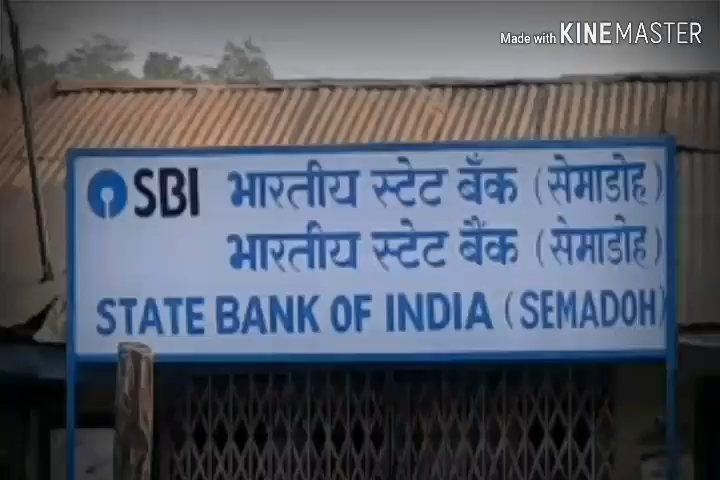 Made with KINEMASTER
SBI भारतीय स्टेट बँक (सेमाडोह)
भारतीय स्टेट बैंक (सेमाडोह)
STATE BANK OF INDIA (SEMADOH)